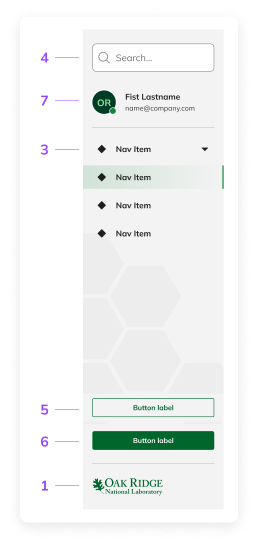 4
Search...
7
OR
Fist Lastname
name@company.com
3
Nav Item
Nav Item
Nav Item
Nav Item
5
Button label
6
Button label
1
OAK RIDGE
National Laboratory